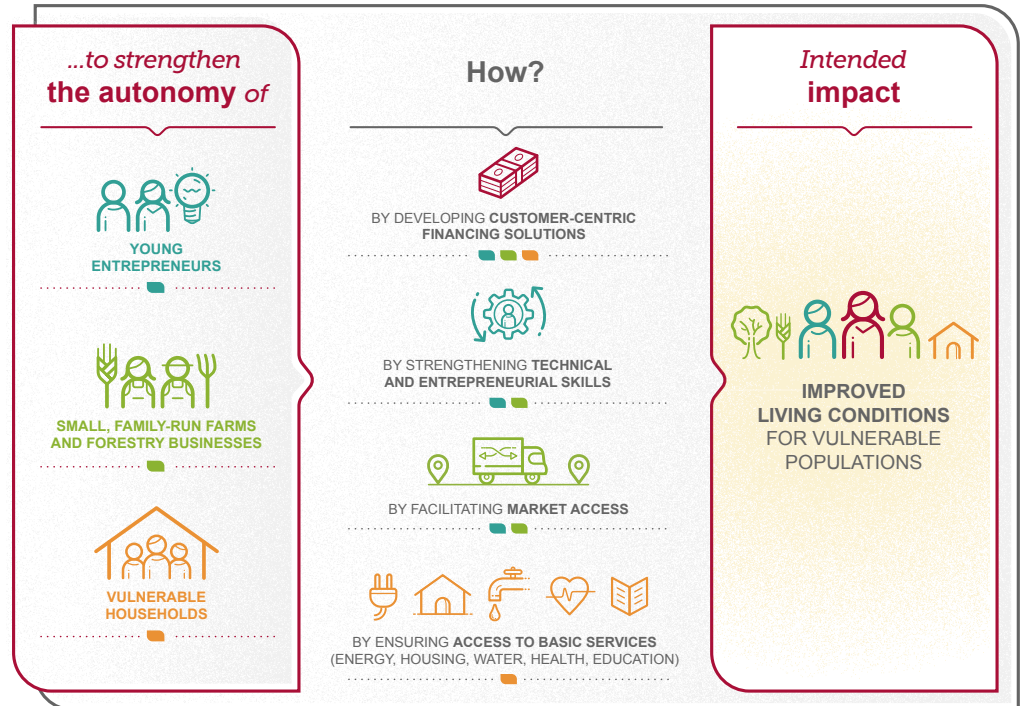 ...to strengthen
the autonomy of
YOUNG
ENTREPRENEURS
SMALL, FAMILY-RUN FARMS
AND FORESTRY BUSINESSES
VULNERABLE
HOUSEHOLDS
How?
BY DEVELOPING CUSTOMER-CENTRIC
FINANCING SOLUTIONS
BY STRENGTHENING TECHNICAL
AND ENTREPRENEURIAL SKILLS
BY FACILITATING MARKET ACCESS
BY ENSURING ACCESS TO BASIC SERVICES
(ENERGY, HOUSING, WATER, HEALTH, EDUCATION)
Intended
impact
IMPROVED
LIVING CONDITIONS
FOR VULNERABLE
POPULATIONS